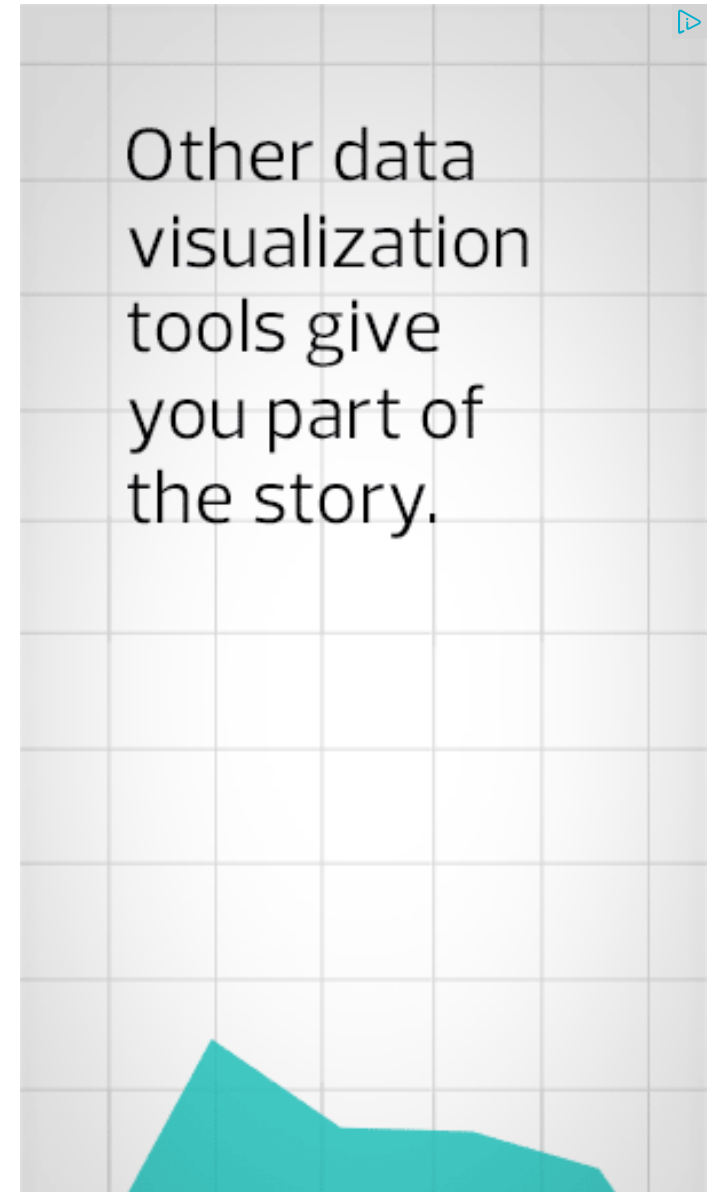 Other data
visualization
tools give
you part of
the story.